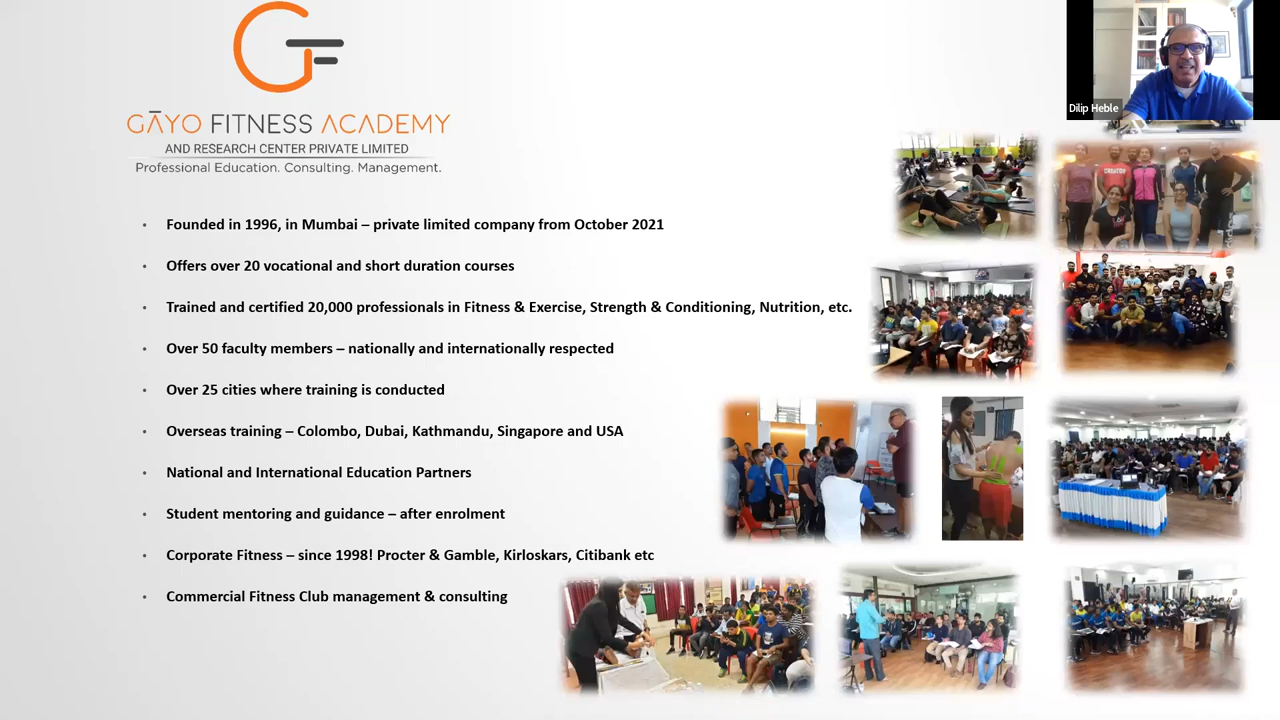 GF
GĀYO FITNESS ACADEMY
AND RESEARCH CENTER PRIVATE LIMITED
Professional Education. Consulting. Management.
Dilip Heble
• Founded in 1996, in Mumbai – private limited company from October 2021
• Offers over 20 vocational and short duration courses
• Trained and certified 20,000 professionals in Fitness & Exercise, Strength & Conditioning, Nutrition, etc.
• Over 50 faculty members – nationally and internationally respected
• Over 25 cities where training is conducted
• Overseas training – Colombo, Dubai, Kathmandu, Singapore and USA
• National and International Education Partners
• Student mentoring and guidance – after enrolment
• Corporate Fitness – since 1998! Procter & Gamble, Kirloskars, Citibank etc
• Commercial Fitness Club management & consulting